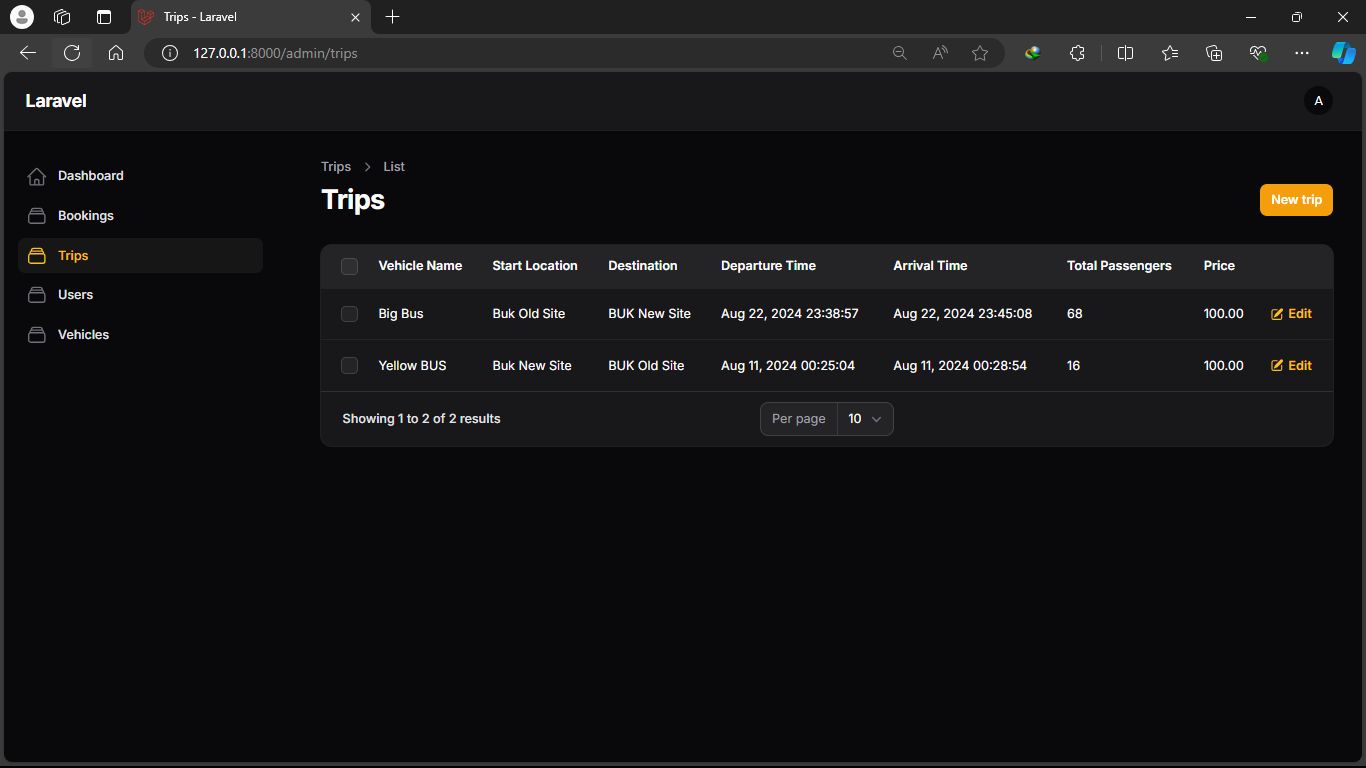 Trips - Laravel
127.0.0.1:8000/admin/trips
Laravel
A
Dashboard
Bookings
Trips
Users
Vehicles
Trips > List
Trips
New trip
Vehicle Name Start Location Destination Departure Time Arrival Time Total Passengers Price
Big Bus Buk Old Site BUK New Site Aug 22, 2024 23:38:57 Aug 22, 2024 23:45:08 68 100.00 Edit
Yellow BUS Buk New Site BUK Old Site Aug 11, 2024 00:25:04 Aug 11, 2024 00:28:54 16 100.00 Edit
Showing 1 to 2 of 2 results Per page 10